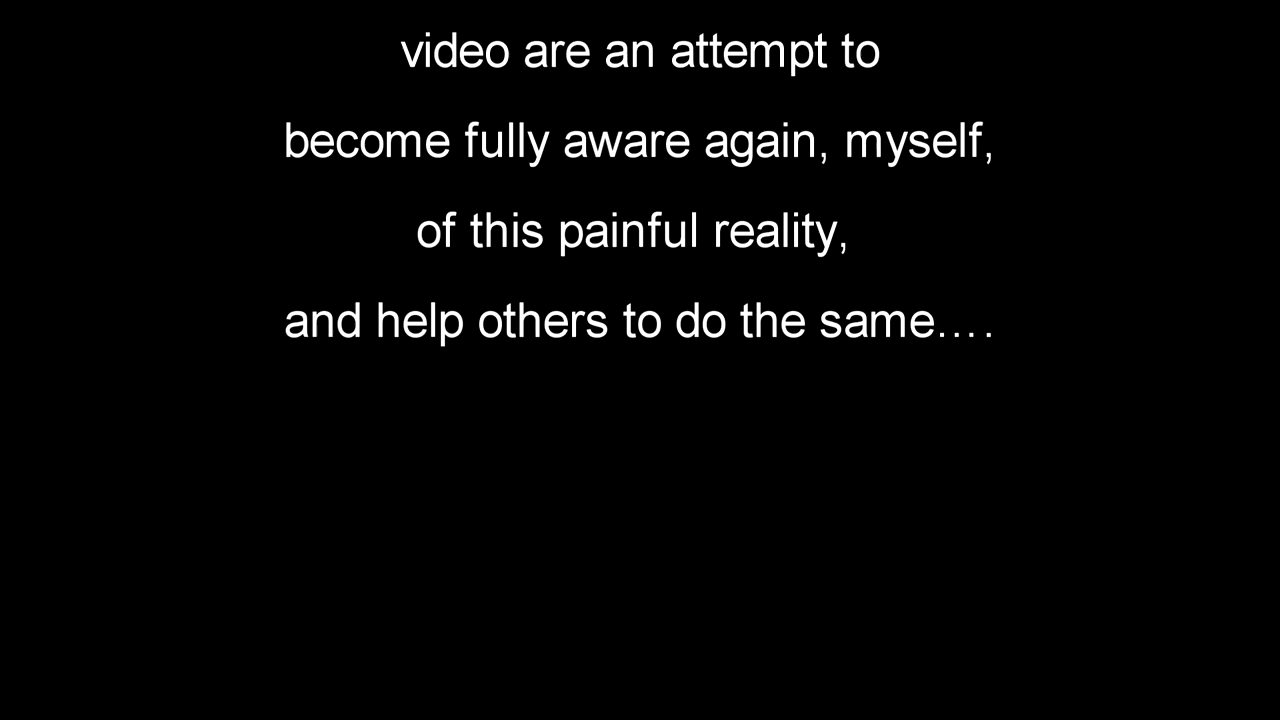 video are an attempt to
become fully aware again, myself,
of this painful reality,
and help others to do the same….